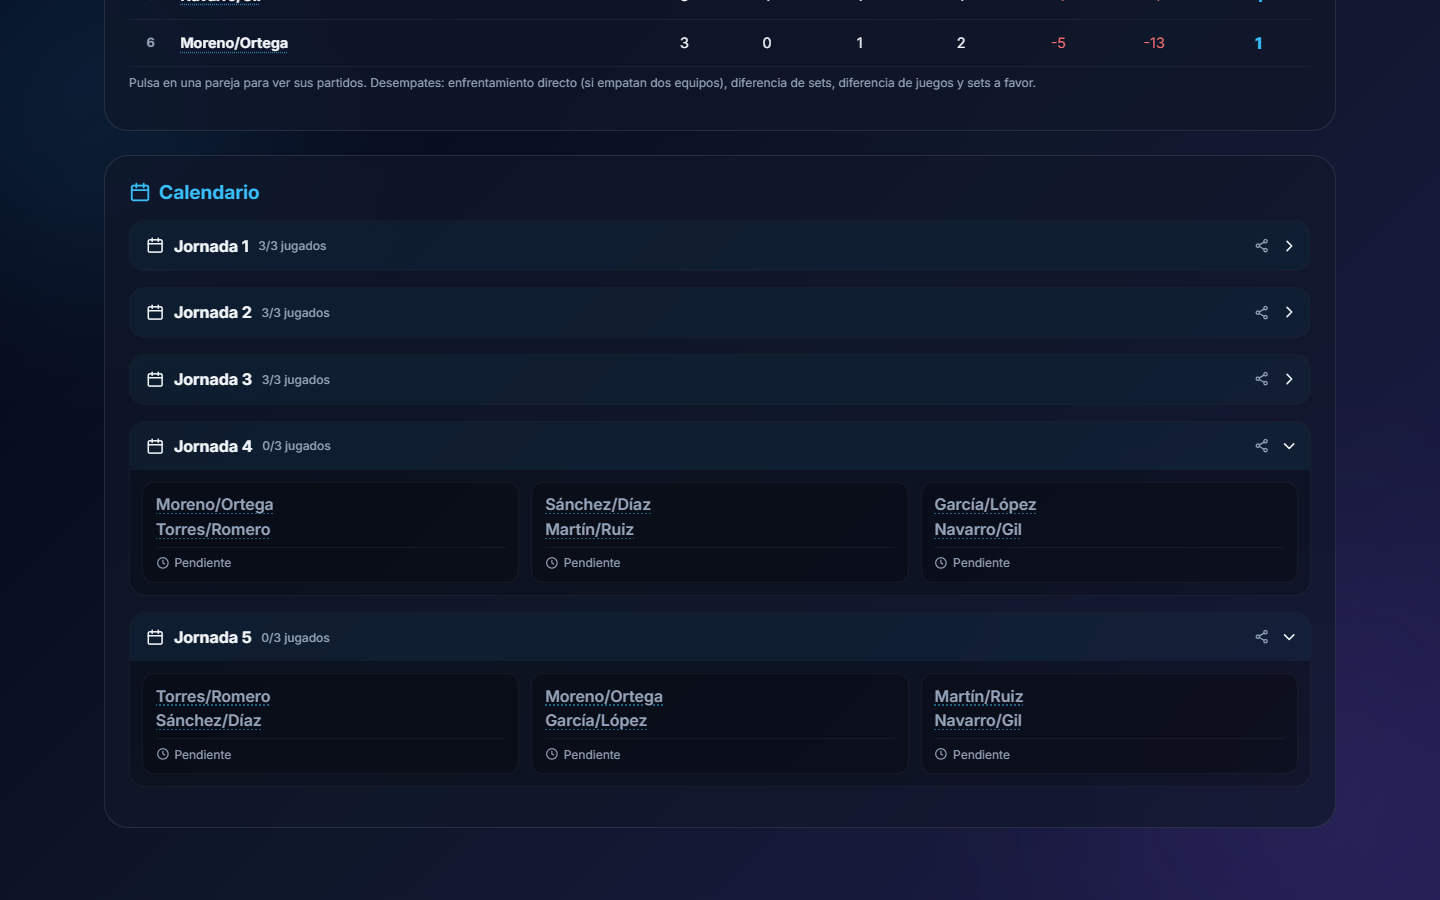 6 Moreno/Ortega 3 0 1 2 -5 -13 1
Pulsa en una pareja para ver sus partidos. Desempates: enfrentamiento directo (si empatan dos equipos), diferencia de sets, diferencia de juegos y sets a favor.
Calendario
Jornada 1 3/3 jugados
Jornada 2 3/3 jugados
Jornada 3 3/3 jugados
Jornada 4 0/3 jugados
Moreno/Ortega
Torres/Romero
Pendiente
Sánchez/Díaz
Martín/Ruiz
Pendiente
García/López
Navarro/Gil
Pendiente
Jornada 5 0/3 jugados
Torres/Romero
Sánchez/Díaz
Pendiente
Moreno/Ortega
García/López
Pendiente
Martín/Ruiz
Navarro/Gil
Pendiente